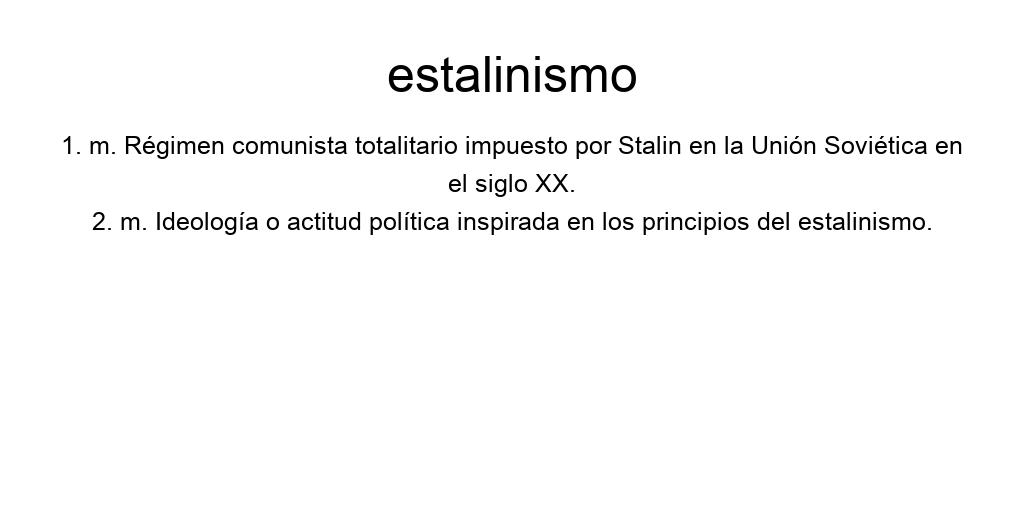 estalinismo
1. m. Régimen comunista totalitario impuesto por Stalin en la Unión Soviética en
el siglo XX.
2. m. Ideología o actitud política inspirada en los principios del estalinismo.